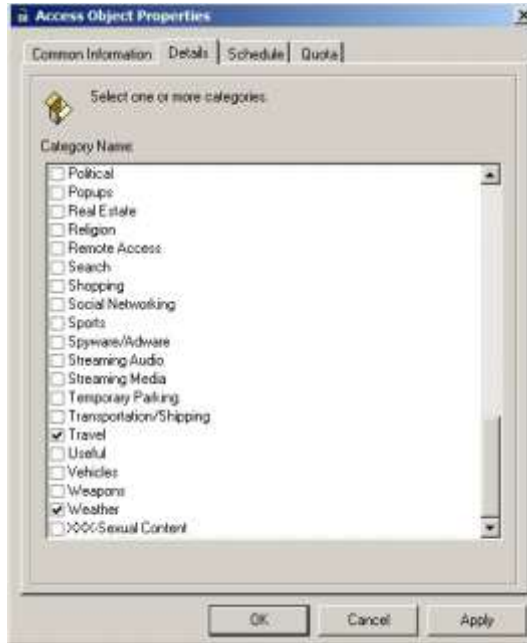 Access Object Properties
Common Information Details Schedule Quota
Select one or more categories.
Category Name:
Political
Popups
Real Estate
Religion
Remote Access
Search
Shopping
Social Networking
Sports
Spyware/Adware
Streaming Audio
Streaming Media
Temporary Parking
Transportation/Shipping
Travel
Useful
Vehicles
Weapons
Weather
XXX-Sexual Content
OK Cancel Apply